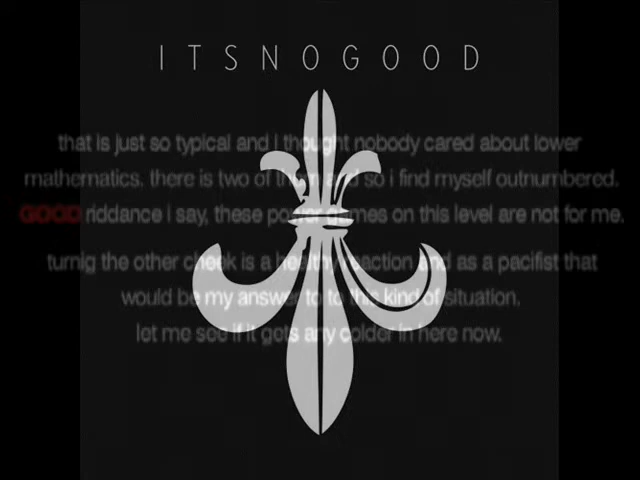 ITSNOGOOD
that is just so typical and i thought nobody cared about lower
mathematics. there is two of them and so i find myself outnumbered.
GOOD riddance i say, these power games on this level are not for me.
turnig the other cheek is a healthy reaction and as a pacifist that
would be my answer to to this kind of situation,
let me see if it gets any colder in here now.